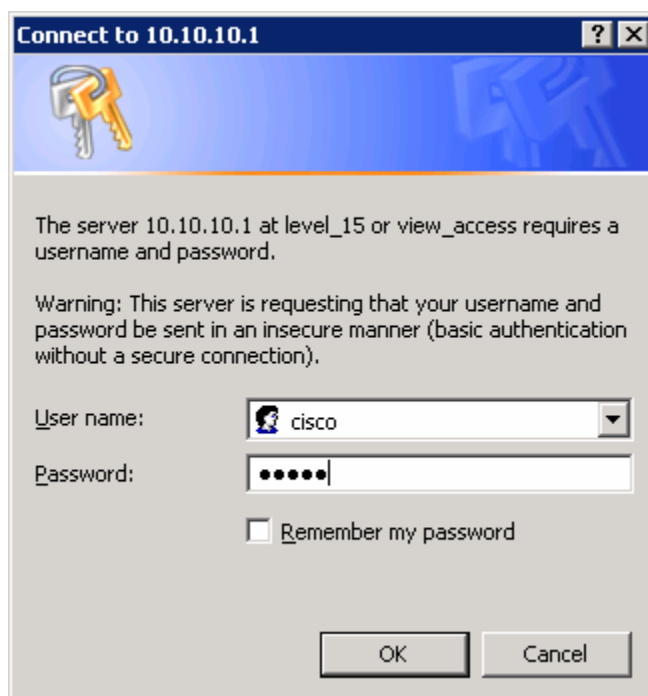 Connect to 10.10.10.1
The server 10.10.10.1 at level_15 or view_access requires a
username and password.
Warning: This server is requesting that your username and
password be sent in an insecure manner (basic authentication
without a secure connection).
User name:
cisco
Password:
●●●●●
Remember my password
OK
Cancel